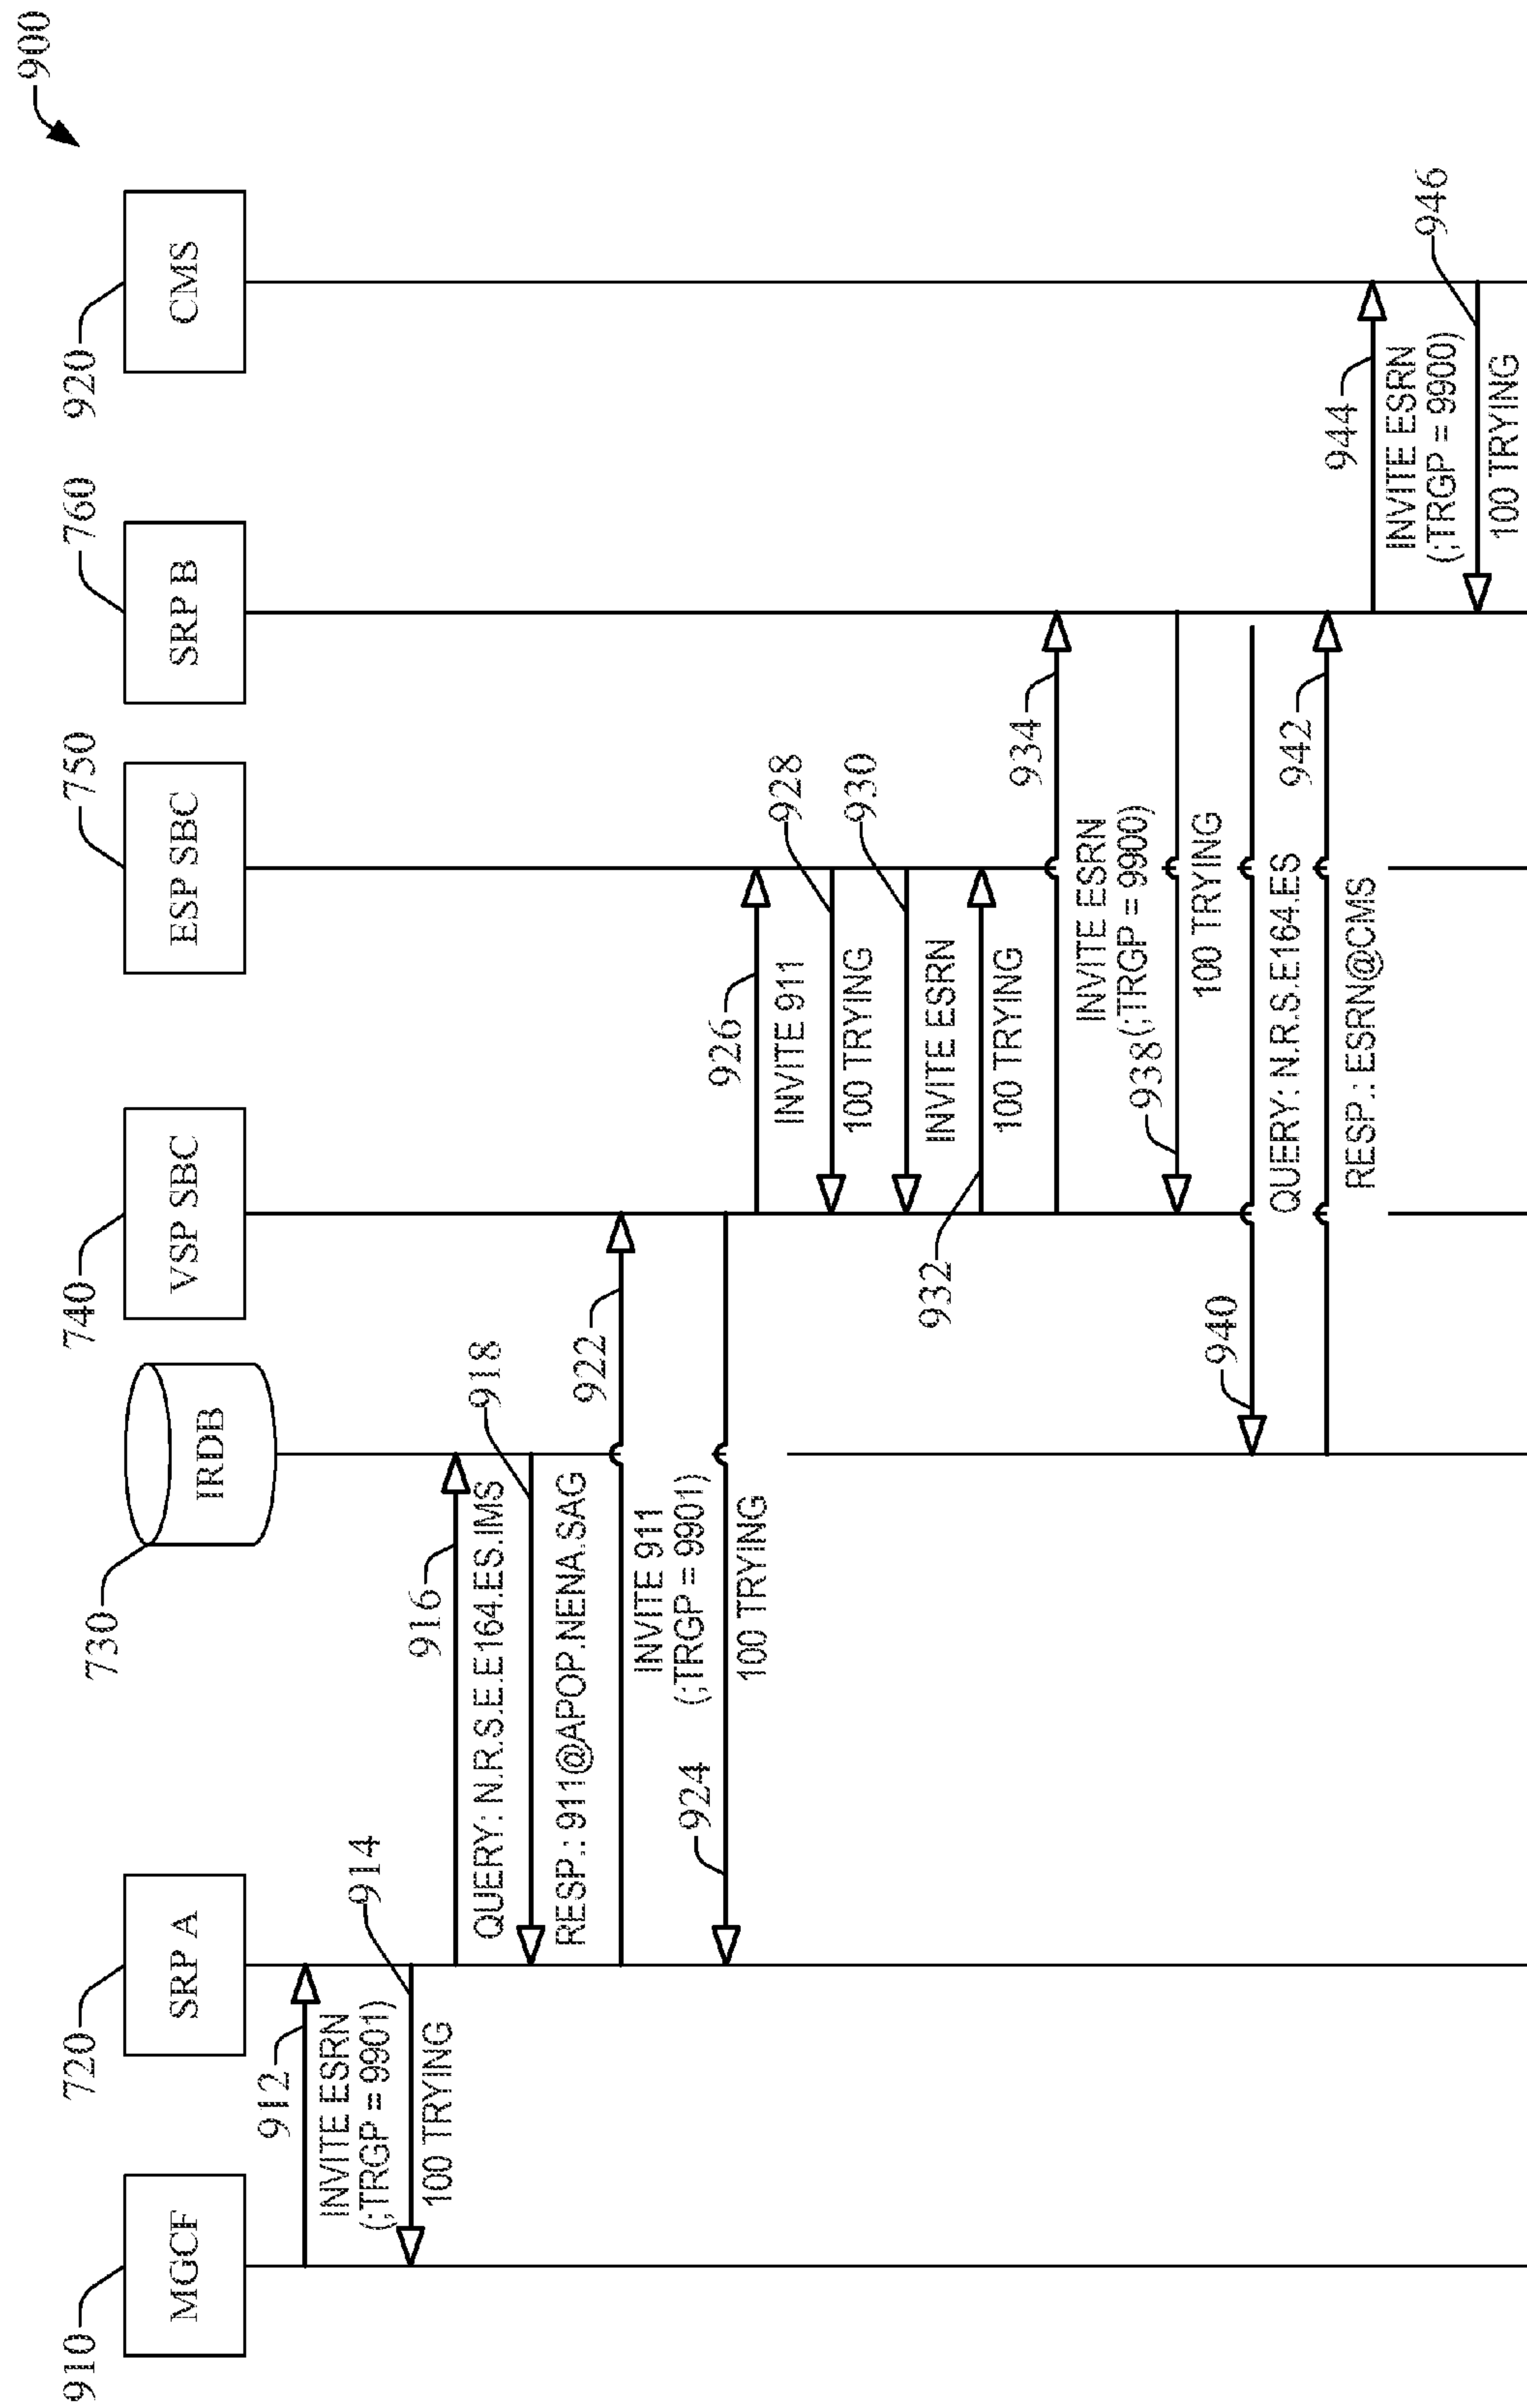 900
910
MGCF
720
SRP A
730
IRDB
740
VSP SBC
750
ESP SBC
760
SRP B
920
CMS
912
INVITE ESRN
(;TRGP = 9901)
914
100 TRYING
916
QUERY: N.R.S.E.E164.ES.IMS
918
RESP.: 911@APOP.NENA.SAG
922
INVITE 911
(;TRGP = 9901)
924
100 TRYING
926
INVITE 911
928
100 TRYING
930
INVITE ESRN
932
100 TRYING
934
INVITE ESRN
(;TRGP = 9900)
938
100 TRYING
940
QUERY: N.R.S.E164.ES
942
RESP.: ESRN@CMS
944
INVITE ESRN
(;TRGP = 9900)
946
100 TRYING